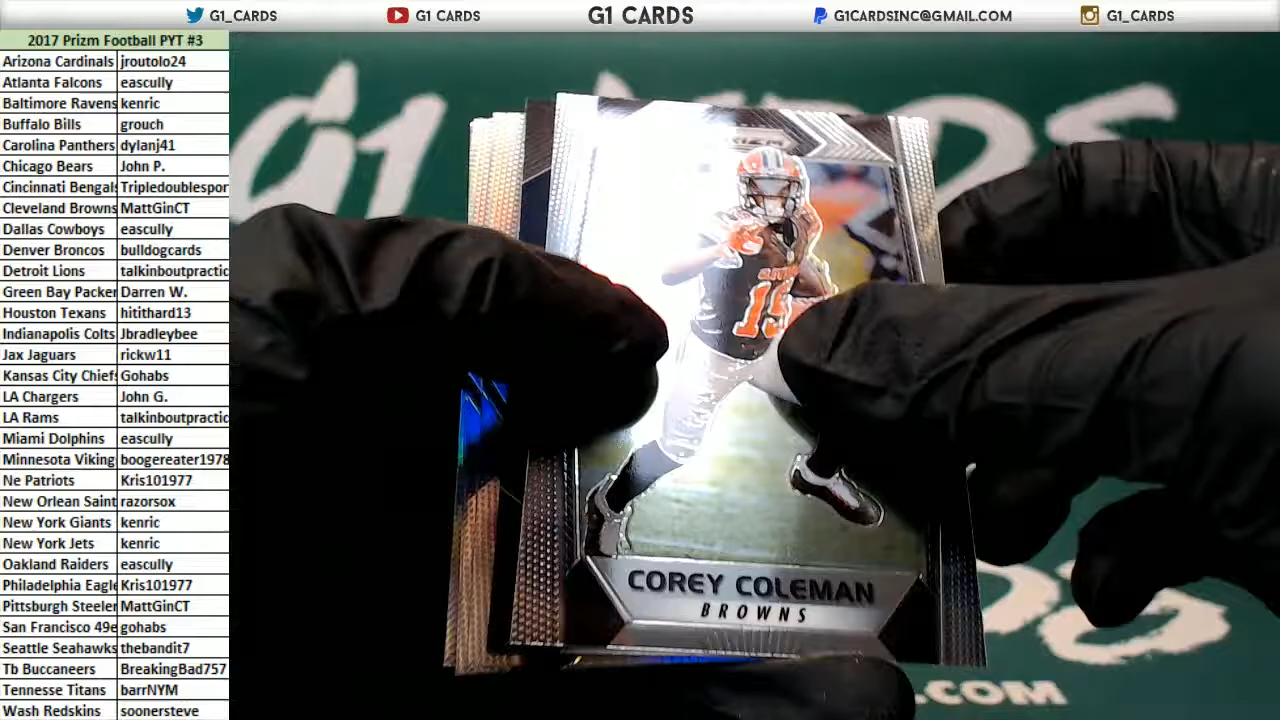 G1_CARDS
G1 CARDS
G1 CARDS
G1CARDSINC@GMAIL.COM
G1_CARDS
2017 Prizm Football PYT #3
Arizona Cardinals jroutolo24
Atlanta Falcons eascully
Baltimore Ravens kenric
Buffalo Bills grouch
Carolina Panthers dylanj41
Chicago Bears John P.
Cincinnati Bengals Tripledoublespor
Cleveland Browns MattGinCT
Dallas Cowboys eascully
Denver Broncos bulldogcards
Detroit Lions talkinboutpractic
Green Bay Packer Darren W.
Houston Texans hitithard13
Indianapolis Colts Jbradleybee
Jax Jaguars rickw11
Kansas City Chiefs Gohabs
LA Chargers John G.
LA Rams talkinboutpractic
Miami Dolphins eascully
Minnesota Viking boogereater1978
Ne Patriots Kris101977
New Orlean Saint razorsox
New York Giants kenric
New York Jets kenric
Oakland Raiders eascully
Philadelphia Eagle Kris101977
Pittsburgh Steeler MattGinCT
San Francisco 49e gohabs
Seattle Seahawks thebandit7
Tb Buccaneers BreakingBad757
Tennesse Titans barrNYM
Wash Redskins soonersteve
G1
15
COREY COLEMAN
BROWNS
.COM